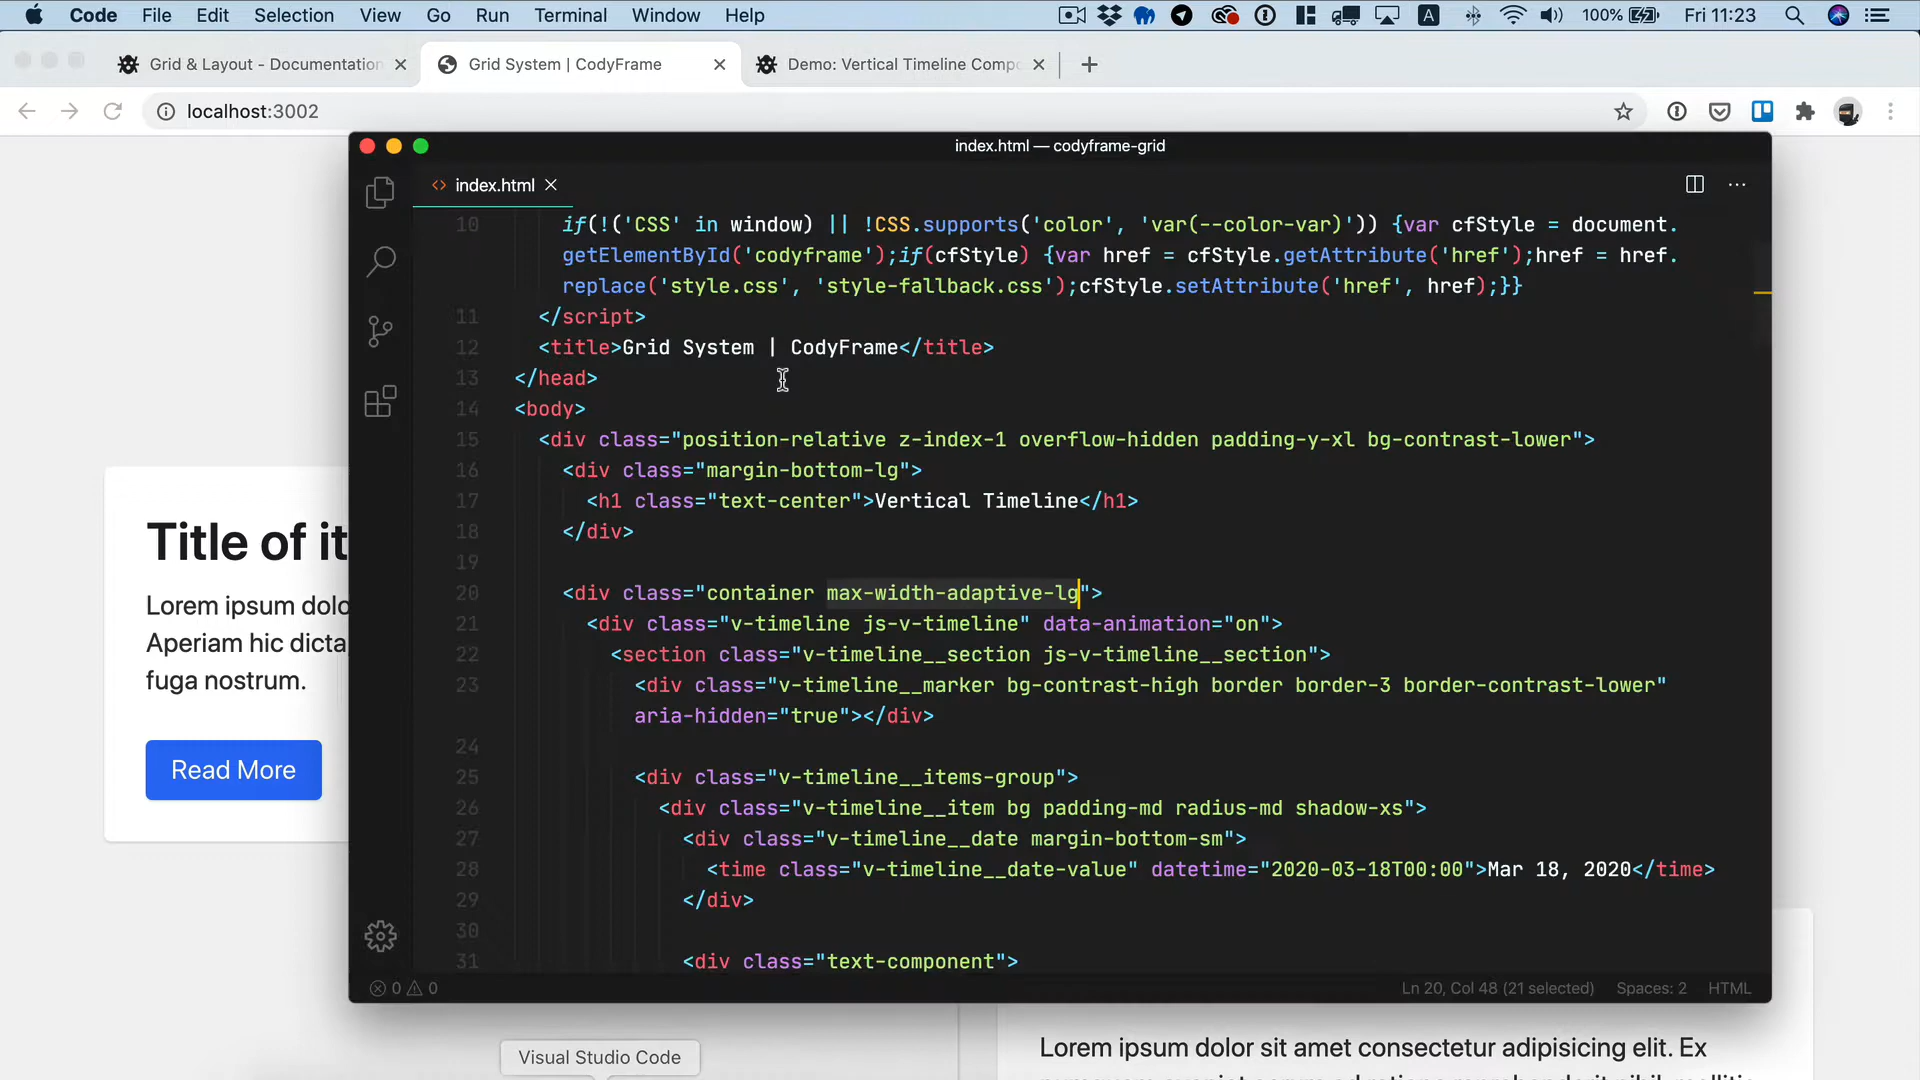 Code File Edit Selection View Go Run Terminal Window Help A 100% Fri 11:23
Grid & Layout - Documentation
Grid System | CodyFrame
Demo: Vertical Timeline Comp
localhost:3002
index.html — codyframe-grid
index.html
10 if(!('CSS' in window) || !CSS.supports('color', 'var(--color-var)')) {var cfStyle = document.
getElementById('codyframe');if(cfStyle) {var href = cfStyle.getAttribute('href');href = href.
replace('style.css', 'style-fallback.css');cfStyle.setAttribute('href', href);}}
11 </script>
12 <title>Grid System | CodyFrame</title>
13 </head>
14 <body>
15 <div class="position-relative z-index-1 overflow-hidden padding-y-xl bg-contrast-lower">
16 <div class="margin-bottom-lg">
17 <h1 class="text-center">Vertical Timeline</h1>
18 </div>
19
20 <div class="container max-width-adaptive-lg">
21 <div class="v-timeline js-v-timeline" data-animation="on">
22 <section class="v-timeline__section js-v-timeline__section">
23 <div class="v-timeline__marker bg-contrast-high border border-3 border-contrast-lower"
aria-hidden="true"></div>
24
25 <div class="v-timeline__items-group">
26 <div class="v-timeline__item bg padding-md radius-md shadow-xs">
27 <div class="v-timeline__date margin-bottom-sm">
28 <time class="v-timeline__date-value" datetime="2020-03-18T00:00">Mar 18, 2020</time>
29 </div>
30
31 <div class="text-component">
0 0 Ln 20, Col 48 (21 selected) Spaces: 2 HTML
Title of it
Lorem ipsum dolo
Aperiam hic dicta
fuga nostrum.
Read More
Visual Studio Code
Lorem ipsum dolor sit amet consectetur adipisicing elit. Ex